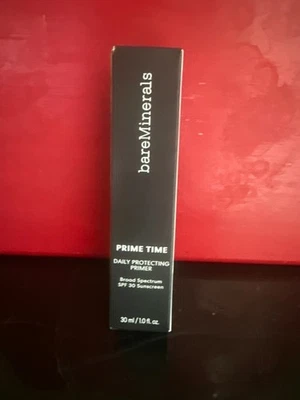 bareMinerals
PRIME TIME
DAILY PROTECTING
PRIMER
Broad Spectrum
SPF 30 Sunscreen
30 ml / 1.0 fl. oz.